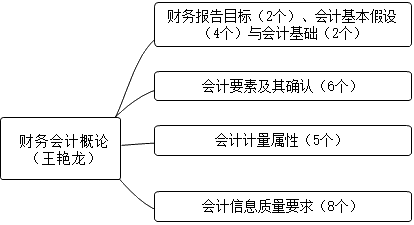 财务报告目标（2个）、会计基本假设
（4个）与会计基础（2个）
会计要素及其确认（6个）
财务会计概论
（王艳龙）
会计计量属性（5个）
会计信息质量要求（8个）